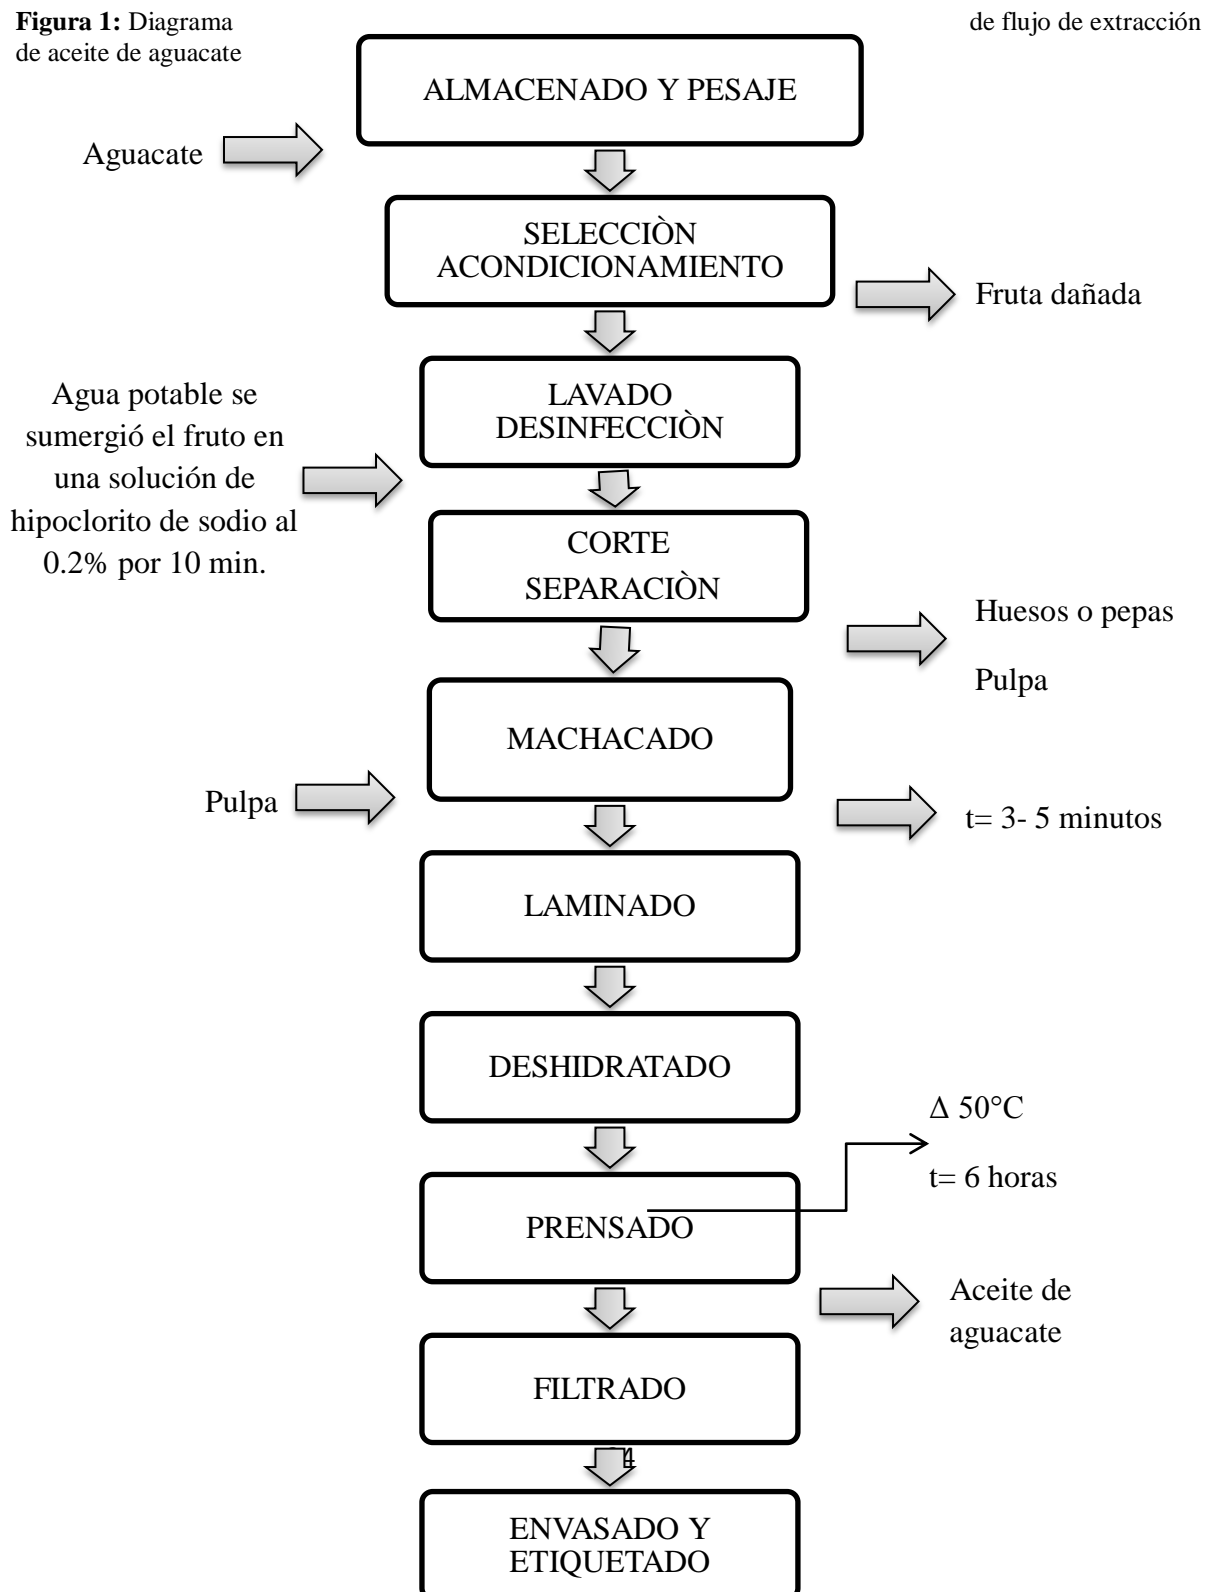 Figura 1: Diagrama de flujo de extracción
de aceite de aguacate
ALMACENADO Y PESAJE
Aguacate
SELECCIÒN
ACONDICIONAMIENTO
Fruta dañada
LAVADO
DESINFECCIÒN
Agua potable se
sumergió el fruto en
una solución de
hipoclorito de sodio al
0.2% por 10 min.
CORTE
SEPARACIÒN
Huesos o pepas
Pulpa
MACHACADO
Pulpa
t= 3- 5 minutos
LAMINADO
DESHIDRATADO
Δ 50°C
t= 6 horas
PRENSADO
Aceite de
aguacate
FILTRADO
ENVASADO Y
ETIQUETADO